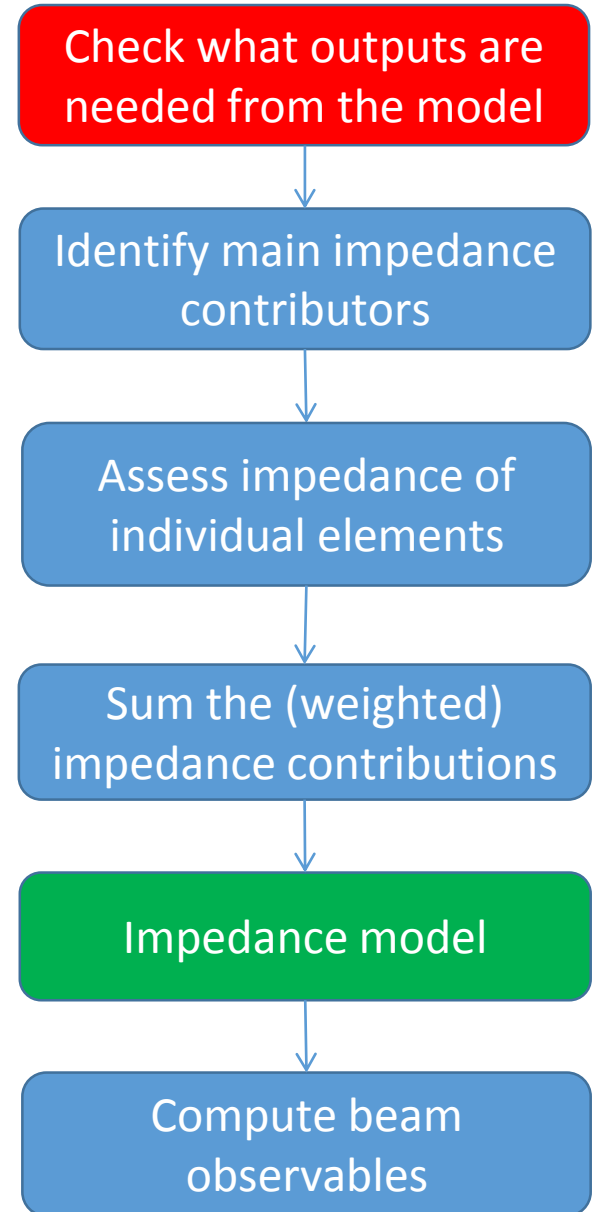 Check what outputs are
needed from the model
Identify main impedance
contributors
Assess impedance of
individual elements
Sum the (weighted)
impedance contributions
Impedance model
Compute beam
observables